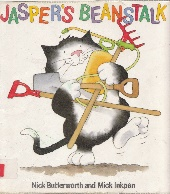 JASPER'S BEANSTALK
Nick Butterworth and Mick Inkpen